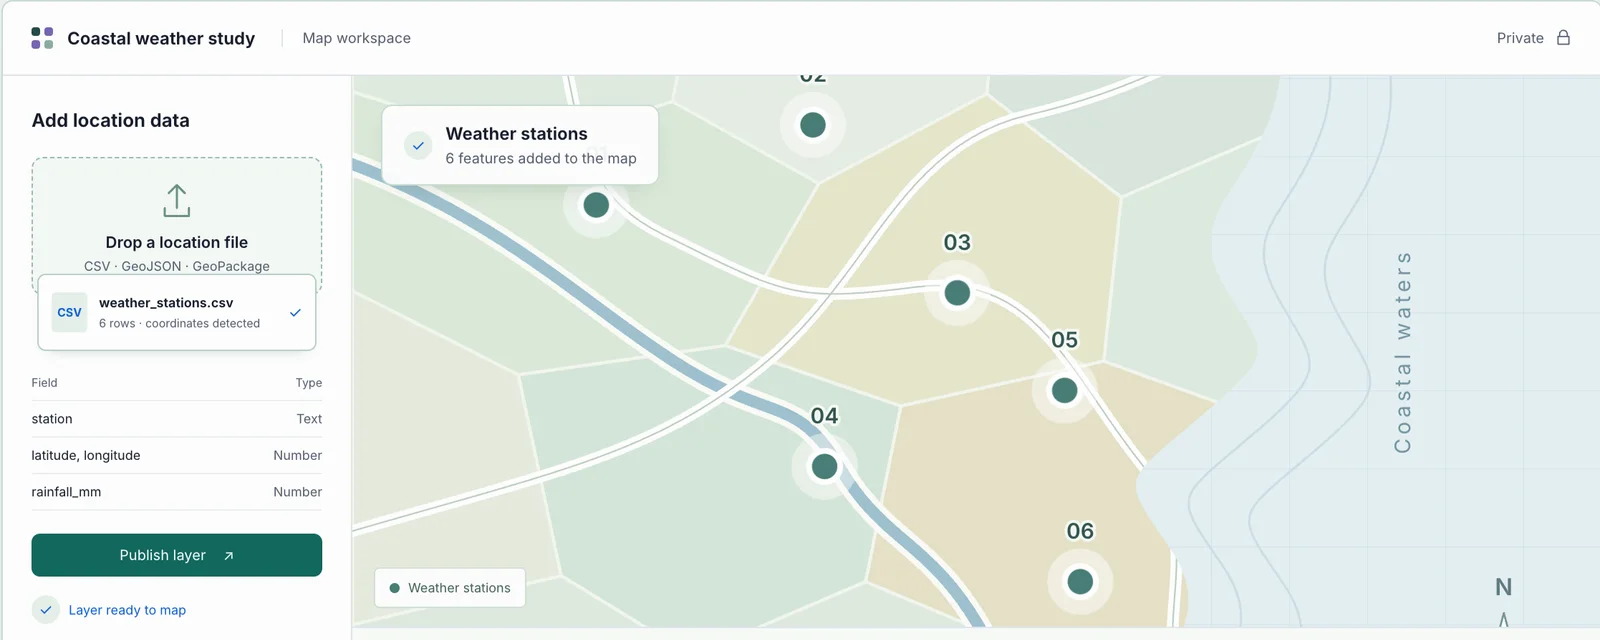 Coastal weather study
Map workspace
Private
Add location data
Drop a location file
CSV · GeoJSON · GeoPackage
CSV
weather_stations.csv
6 rows · coordinates detected
Field Type
station Text
latitude, longitude Number
rainfall_mm Number
Publish layer
Layer ready to map
Weather stations
6 features added to the map
02
03
05
04
06
Weather stations
Coastal waters
N